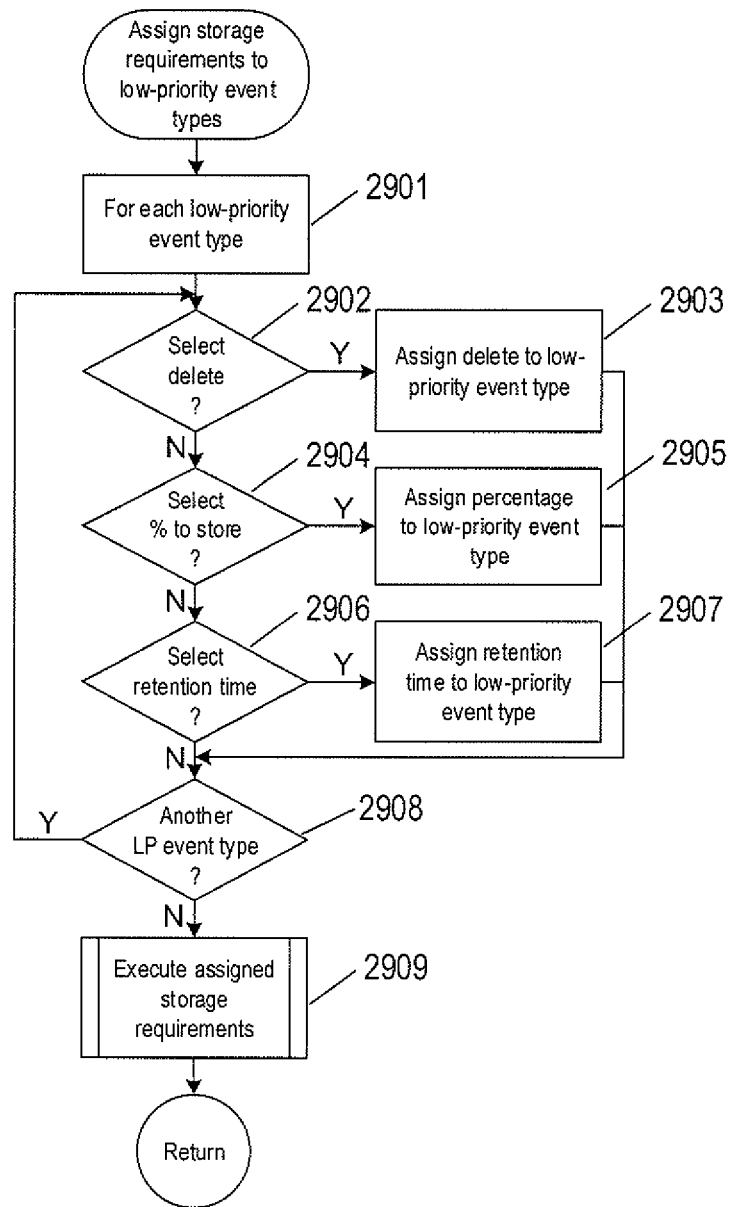 Assign storage
requirements to
low-priority event
types
For each low-priority
event type
2901
Select
delete
?
2902
Y
N
Assign delete to low-
priority event type
2903
Select
% to store
?
2904
Y
N
Assign percentage
to low-priority event
type
2905
Select
retention time
?
2906
Y
N
Assign retention
time to low-priority
event type
2907
Another
LP event type
?
2908
Y
N
Execute assigned
storage
requirements
2909
Return